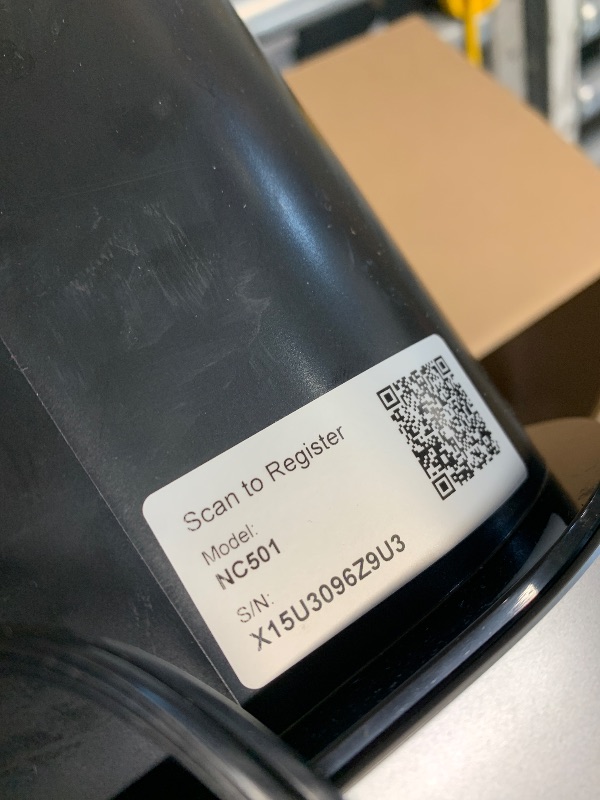 Scan to Register
Model:
NC501
S/N:
X15U3096Z9U3